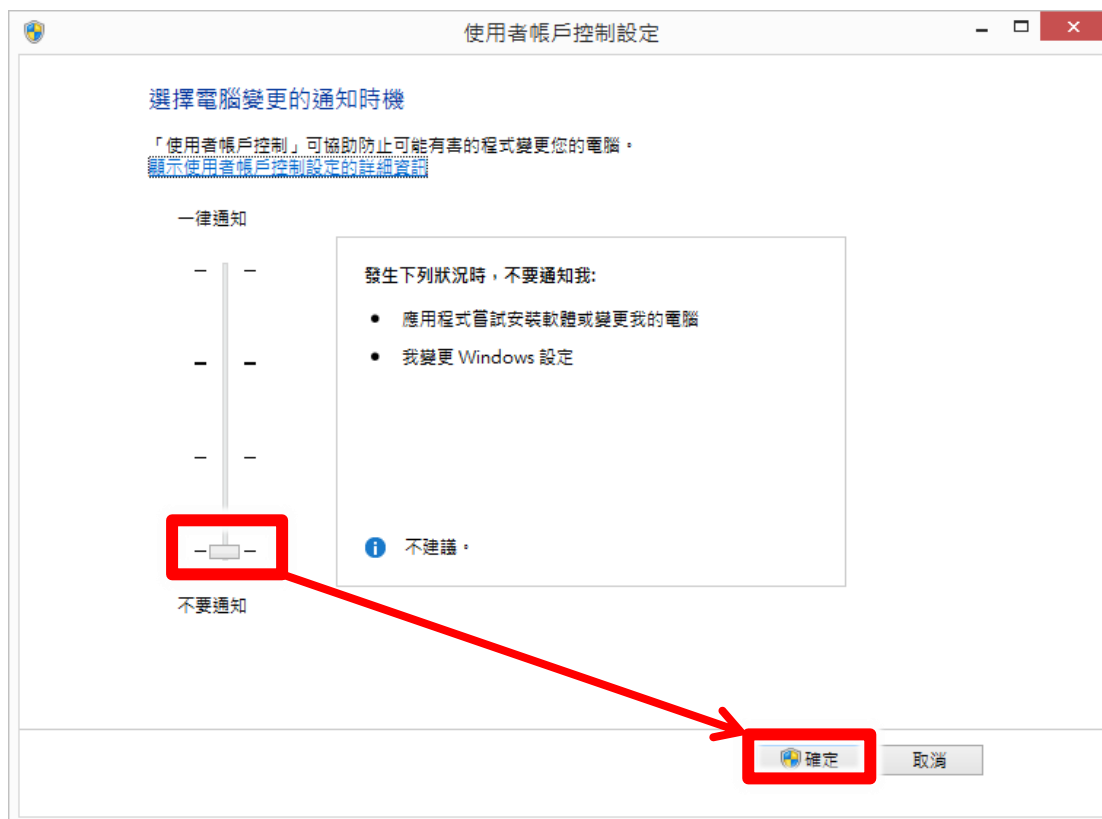 使用者帳戶控制設定
選擇電腦變更的通知時機
「使用者帳戶控制」可協助防止可能有害的程式變更您的電腦。
顯示使用者帳戶控制設定的詳細資訊
一律通知
發生下列狀況時，不要通知我:
● 應用程式嘗試安裝軟體或變更我的電腦
● 我變更 Windows 設定
不建議。
不要通知
確定
取消